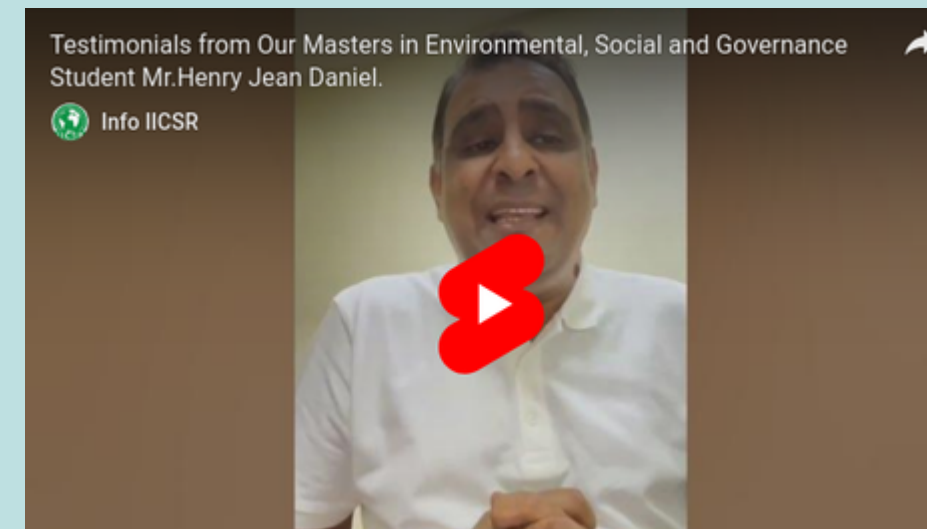 Testimonials from Our Masters in Environmental, Social and Governance
Student Mr.Henry Jean Daniel.
Info IICSR